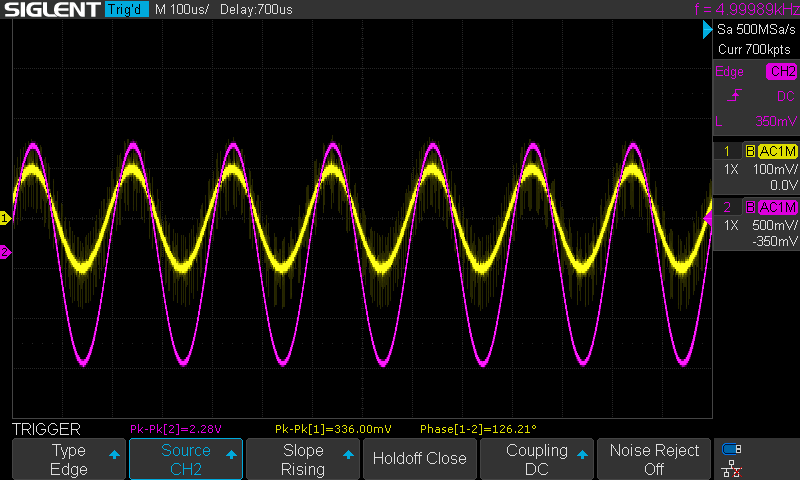 SIGLENT Trig'd M 100us/ Delay:700us f = 4.99989kHz
Sa 500MSa/s
Curr 700kpts
Edge CH2
DC
L 350mV
1 B AC1M
1X 100mV/
0.0V
2 B AC1M
1X 500mV/
-350mV
1
2
TRIGGER Pk-Pk[2]=2.28V Pk-Pk[1]=336.00mV Phase[1-2]=126.21°
Type
Edge
Source
CH2
Slope
Rising
Holdoff Close
Coupling
DC
Noise Reject
Off